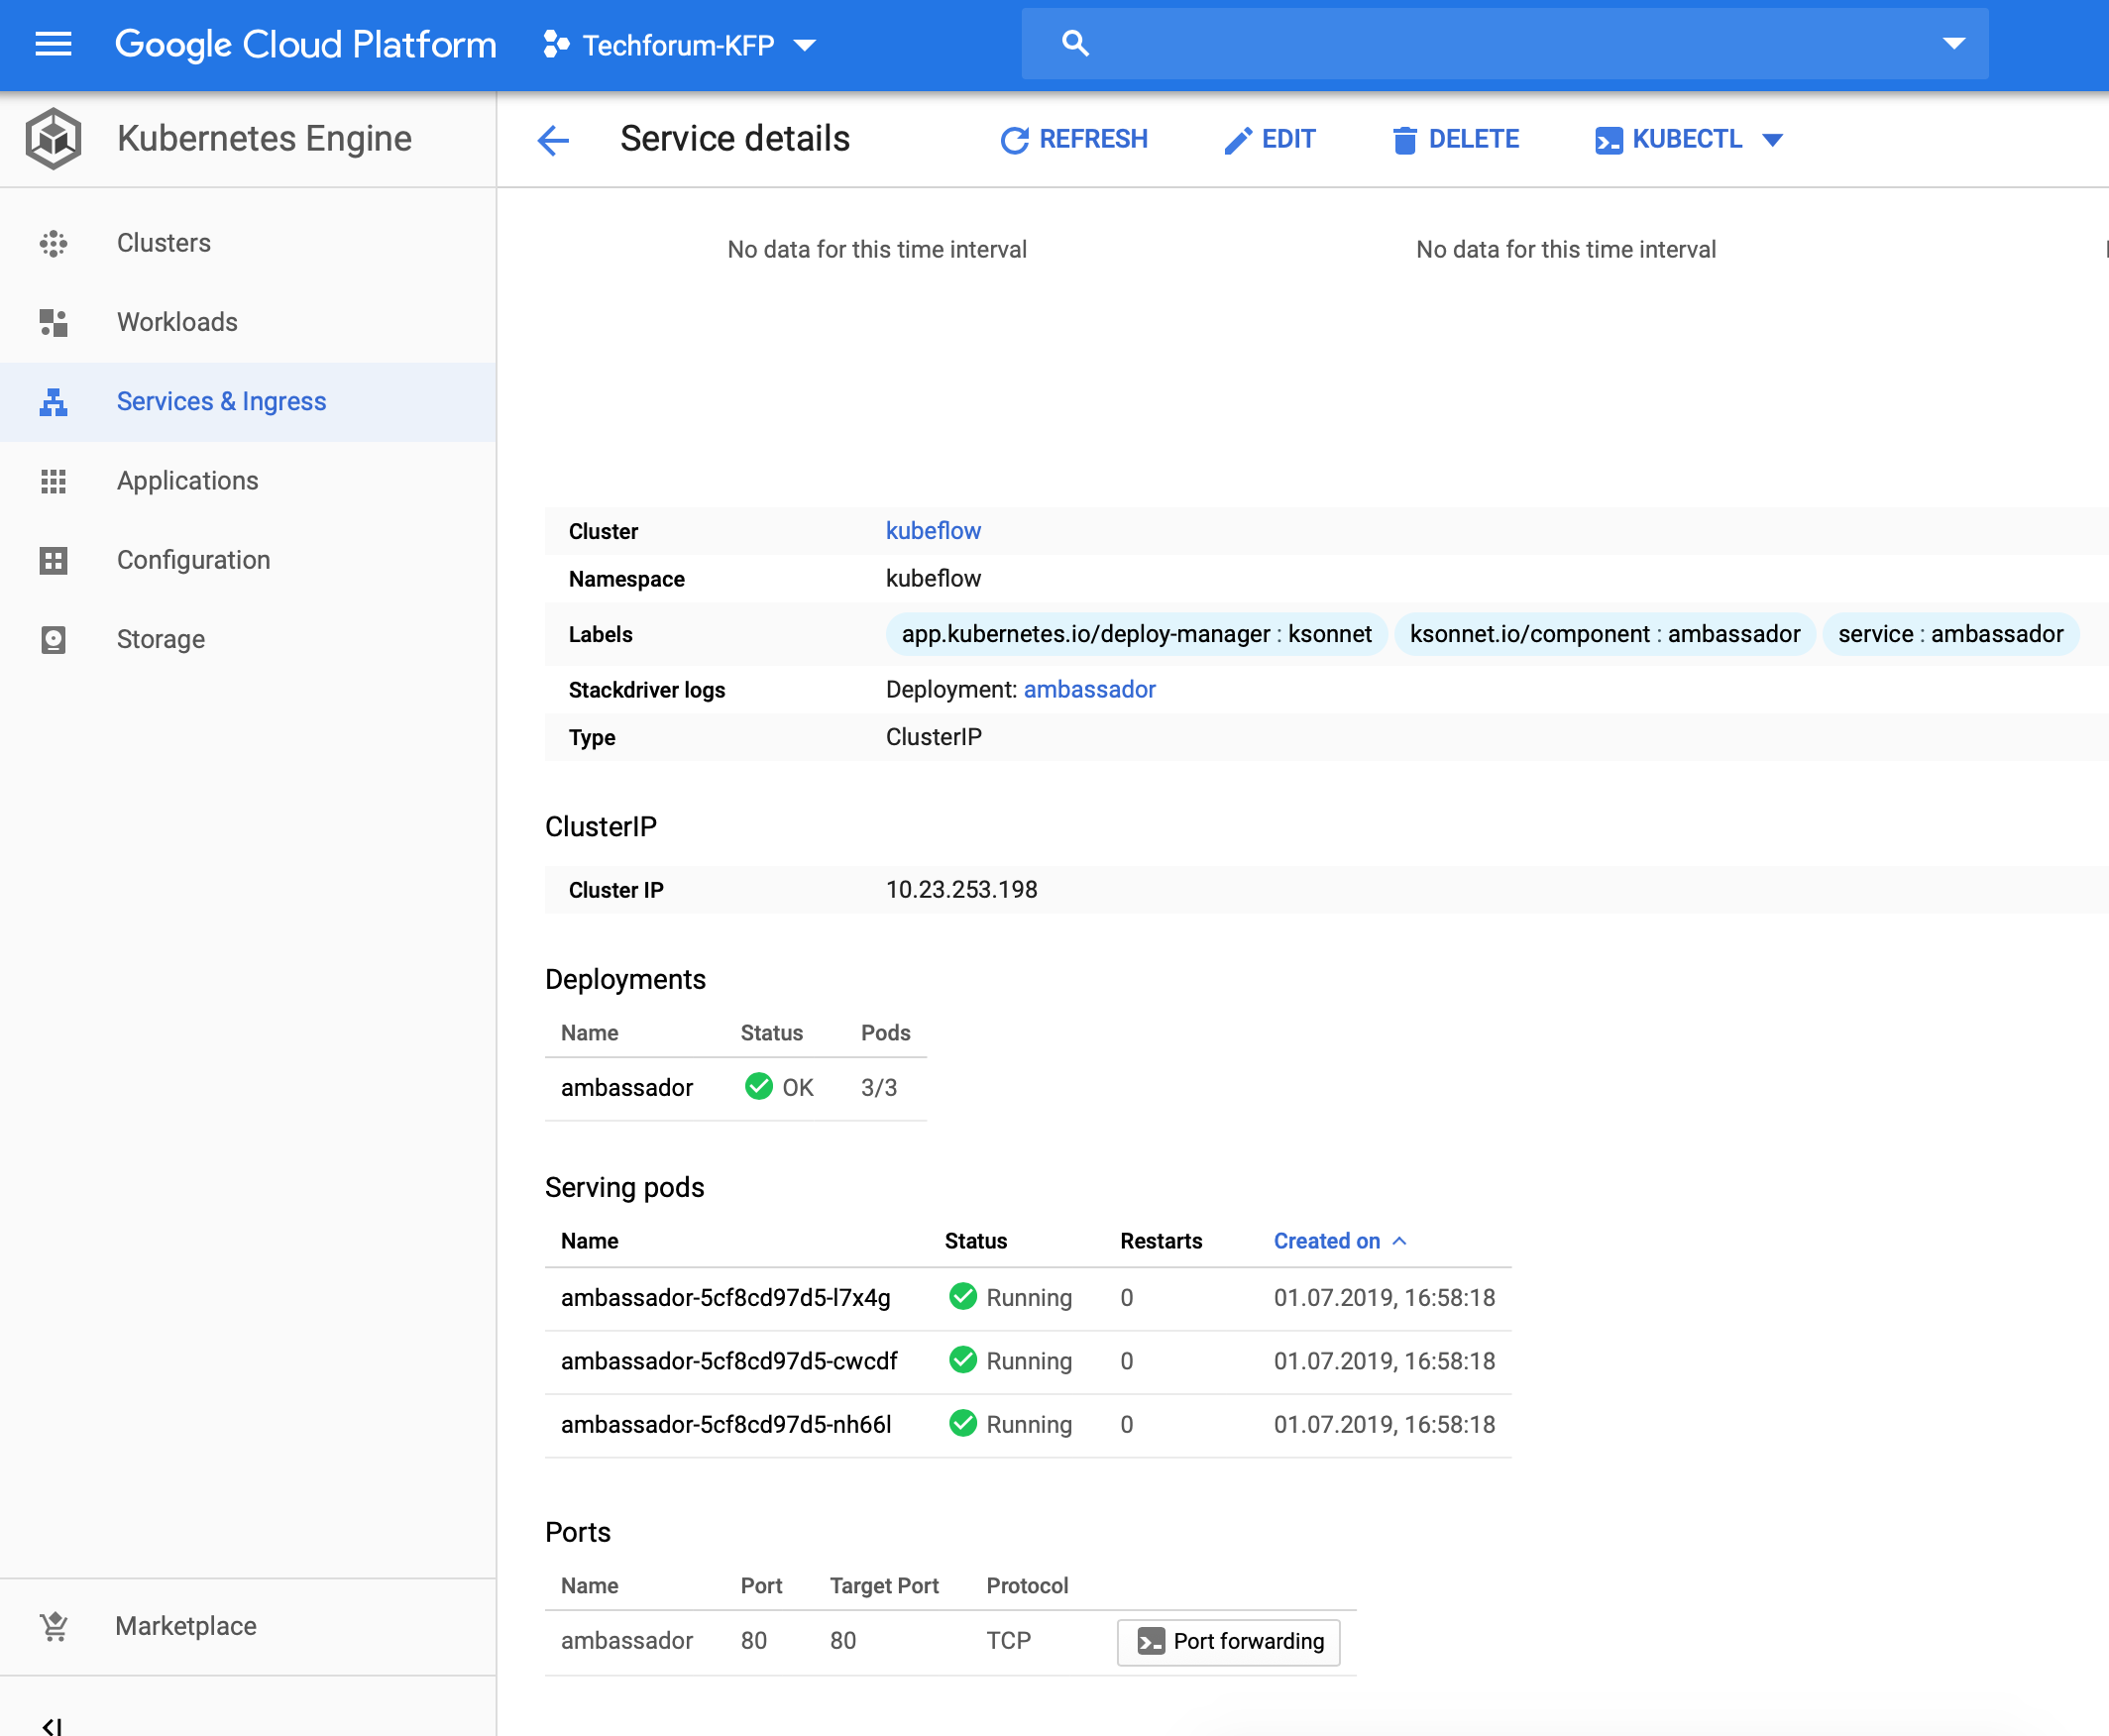 Google Cloud Platform Techforum-KFP
Kubernetes Engine
Service details REFRESH EDIT DELETE KUBECTL
Clusters
Workloads
Services & Ingress
Applications
Configuration
Storage
Marketplace
No data for this time interval No data for this time interval
Cluster kubeflow
Namespace kubeflow
Labels app.kubernetes.io/deploy-manager : ksonnet ksonnet.io/component : ambassador service : ambassador
Stackdriver logs Deployment: ambassador
Type ClusterIP
ClusterIP
Cluster IP 10.23.253.198
Deployments
Name Status Pods
ambassador OK 3/3
Serving pods
Name Status Restarts Created on
ambassador-5cf8cd97d5-l7x4g Running 0 01.07.2019, 16:58:18
ambassador-5cf8cd97d5-cwcdf Running 0 01.07.2019, 16:58:18
ambassador-5cf8cd97d5-nh66l Running 0 01.07.2019, 16:58:18
Ports
Name Port Target Port Protocol
ambassador 80 80 TCP Port forwarding